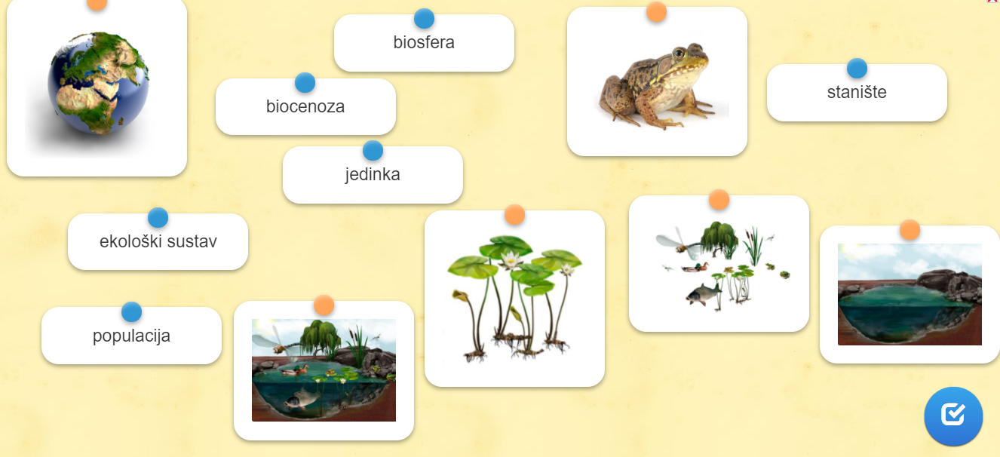 biosfera
stanište
biocenoza
jedinka
ekološki sustav
populacija